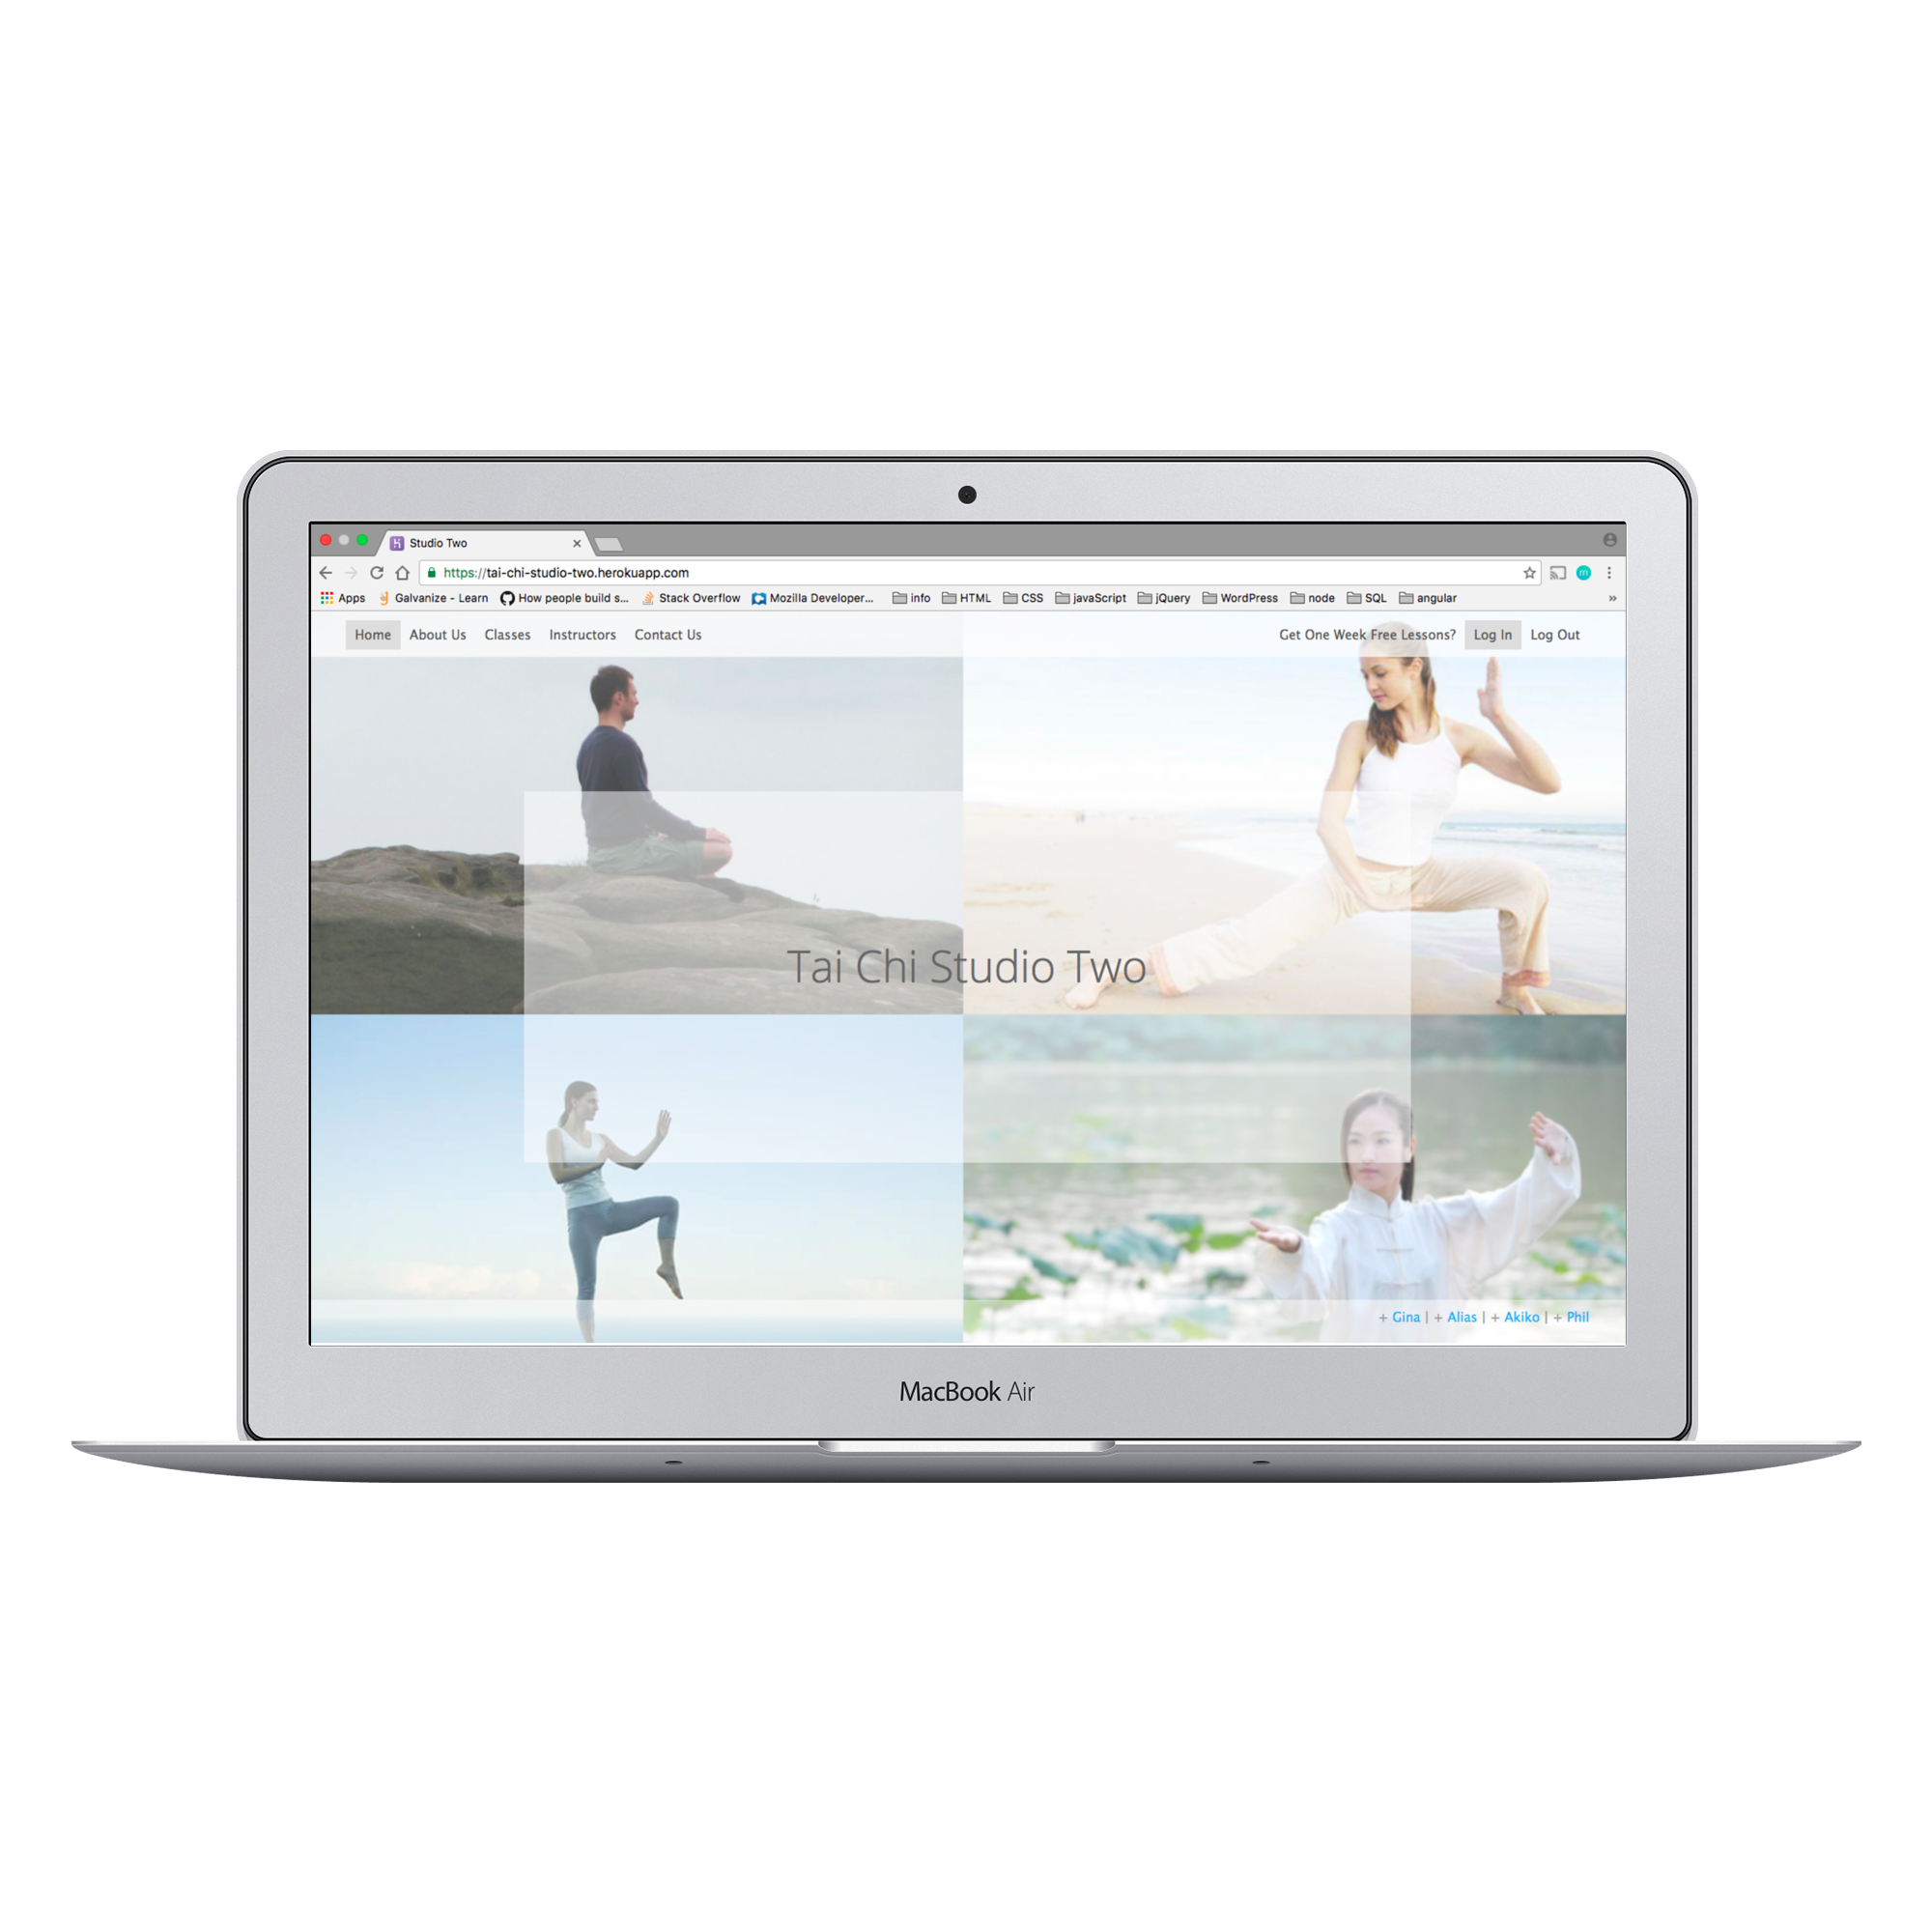 Studio Two
https://tai-chi-studio-two.herokuapp.com
Apps Galvanize - Learn How people build s... Stack Overflow Mozilla Developer... info HTML CSS javaScript jQuery WordPress node SQL angular »
Home About Us Classes Instructors Contact Us Get One Week Free Lessons? Log In Log Out
Tai Chi Studio Two
+ Gina | + Alias | + Akiko | + Phil
MacBook Air